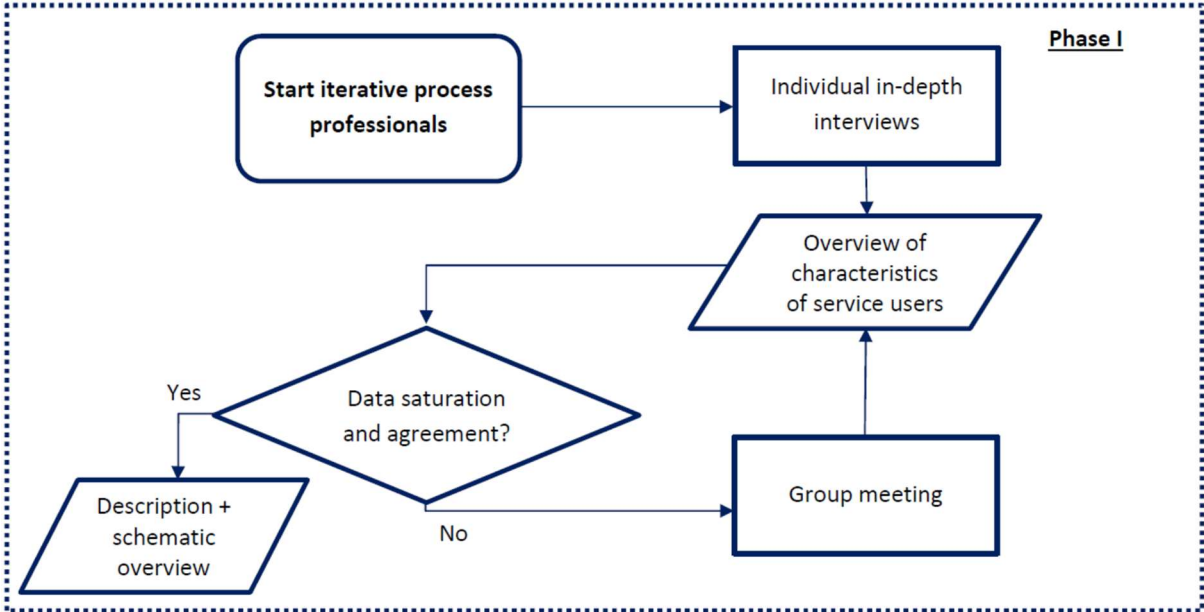 Phase I
Start iterative process
professionals
Individual in-depth
interviews
Overview of
characteristics
of service users
Data saturation
and agreement?
Yes
No
Group meeting
Description +
schematic
overview